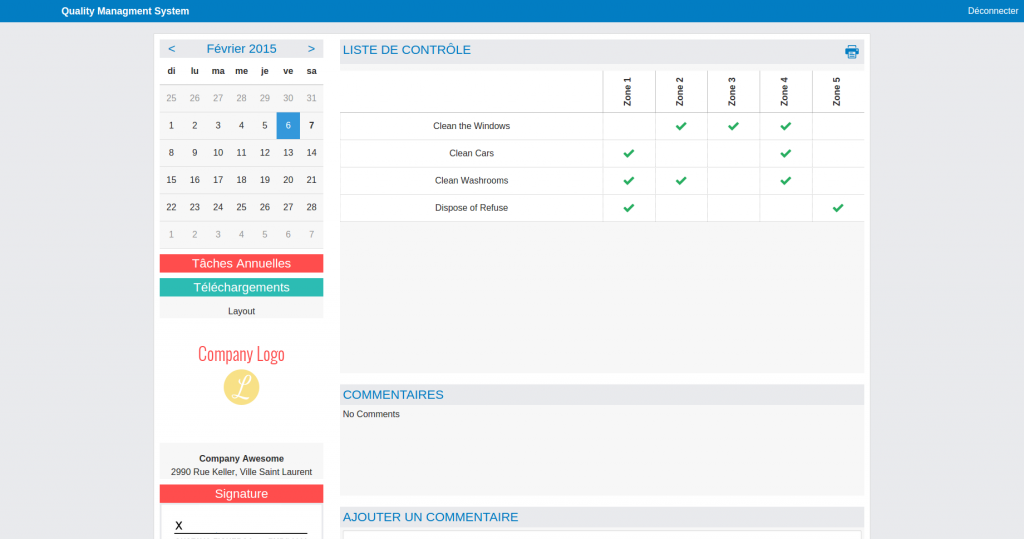 Quality Managment System
Déconnecter
< Février 2015 >
di lu ma me je ve sa
25 26 27 28 29 30 31
1 2 3 4 5 6 7
8 9 10 11 12 13 14
15 16 17 18 19 20 21
22 23 24 25 26 27 28
1 2 3 4 5 6 7
Tâches Annuelles
Téléchargements
Layout
Company Logo
L
Company Awesome
2990 Rue Keller, Ville Saint Laurent
Signature
X
LISTE DE CONTRÔLE
Zone 1 Zone 2 Zone 3 Zone 4 Zone 5
Clean the Windows
Clean Cars
Clean Washrooms
Dispose of Refuse
COMMENTAIRES
No Comments
AJOUTER UN COMMENTAIRE